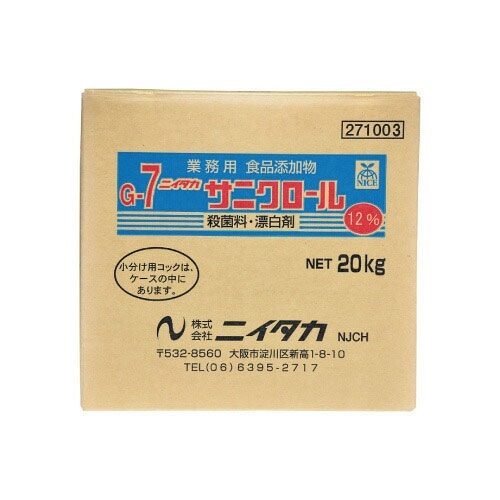 271003
業務用 食品添加物
G-7 ニイタカ サニクロール
殺菌料・漂白剤
12%
NICE
小分け用コックは、
ケースの中に
あります。
NET 20kg
株式会社 ニイタカ NJCH
〒532-8560 大阪市淀川区新高1-8-10
TEL(06)6395-2717